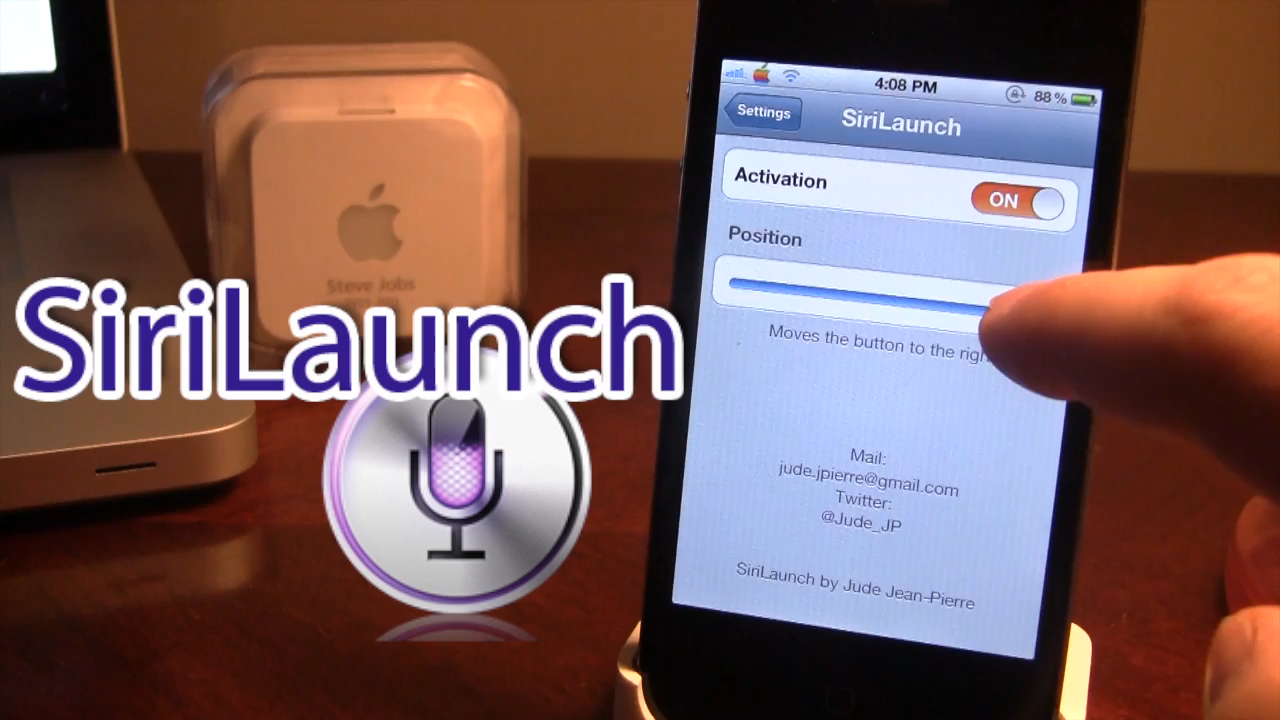 4:08 PM
88%
Settings
SiriLaunch
Activation
ON
Position
Moves the button to the
Mail:
jude.jpierre@gmail.com
Twitter:
@Jude_JP
SiriLaunch by Jude Jean-Pierre
Steve Jobs
SiriLaunch